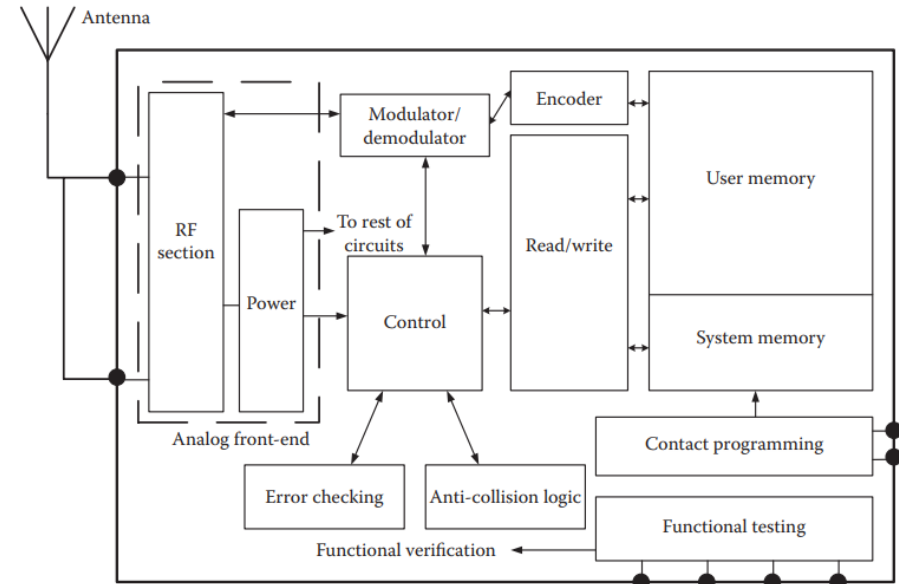 Antenna
Encoder
Modulator/
demodulator
User memory
To rest of
circuits
RF
section
Read/write
Power
Control
System memory
Analog front-end
Contact programming
Error checking
Anti-collision logic
Functional testing
Functional verification